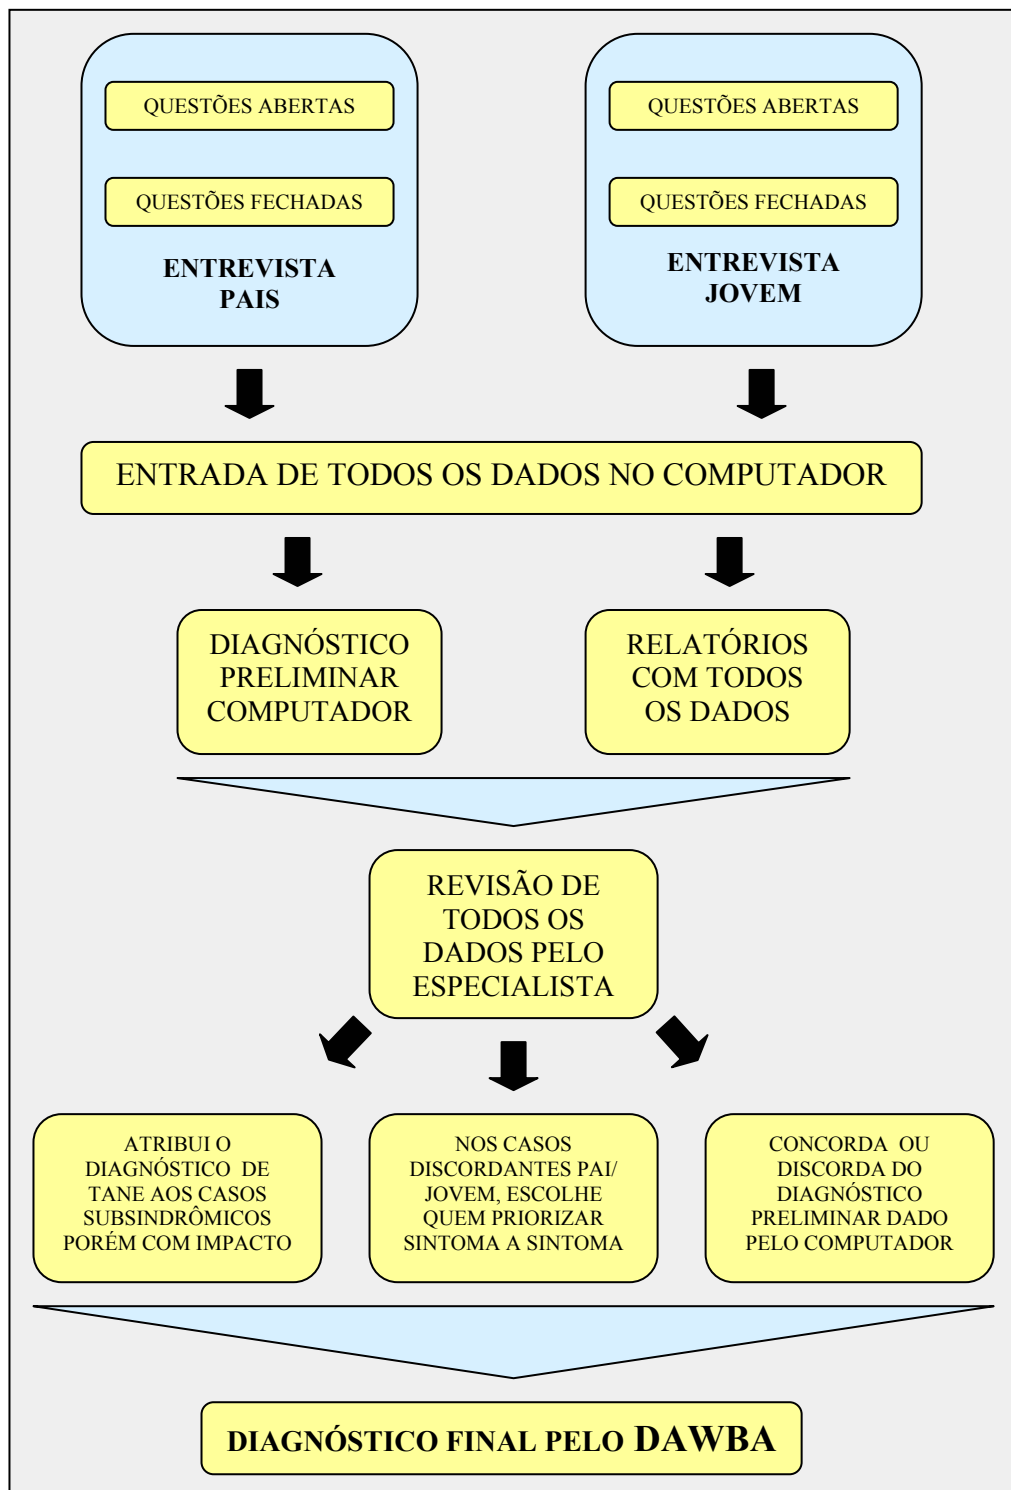 QUESTÕES ABERTAS
QUESTÕES FECHADAS
ENTREVISTA
PAIS
QUESTÕES ABERTAS
QUESTÕES FECHADAS
ENTREVISTA
JOVEM
ENTRADA DE TODOS OS DADOS NO COMPUTADOR
DIAGNÓSTICO
PRELIMINAR
COMPUTADOR
RELATÓRIOS
COM TODOS
OS DADOS
REVISÃO DE
TODOS OS
DADOS PELO
ESPECIALISTA
ATRIBUI O
DIAGNÓSTICO DE
TANE AOS CASOS
SUBSINDRÔMICOS
PORÉM COM IMPACTO
NOS CASOS
DISCORDANTES PAI/
JOVEM, ESCOLHE
QUEM PRIORIZAR
SINTOMA A SINTOMA
CONCORDA OU
DISCORDA DO
DIAGNÓSTICO
PRELIMINAR DADO
PELO COMPUTADOR
DIAGNÓSTICO FINAL PELO DAWBA